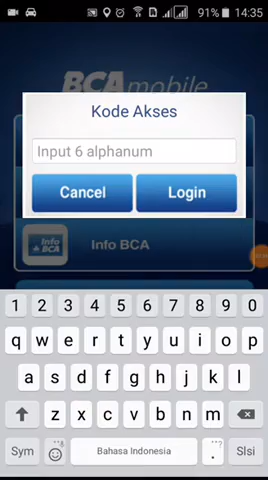 91% 14:35
BCA mobile
Kode Akses
Input 6 alphanum
Cancel Login
Info BCA Info BCA
1 2 3 4 5 6 7 8 9 0
q w e r t y u i o p
a s d f g h j k l
z x c v b n m
Sym Bahasa Indonesia .,? Slsi